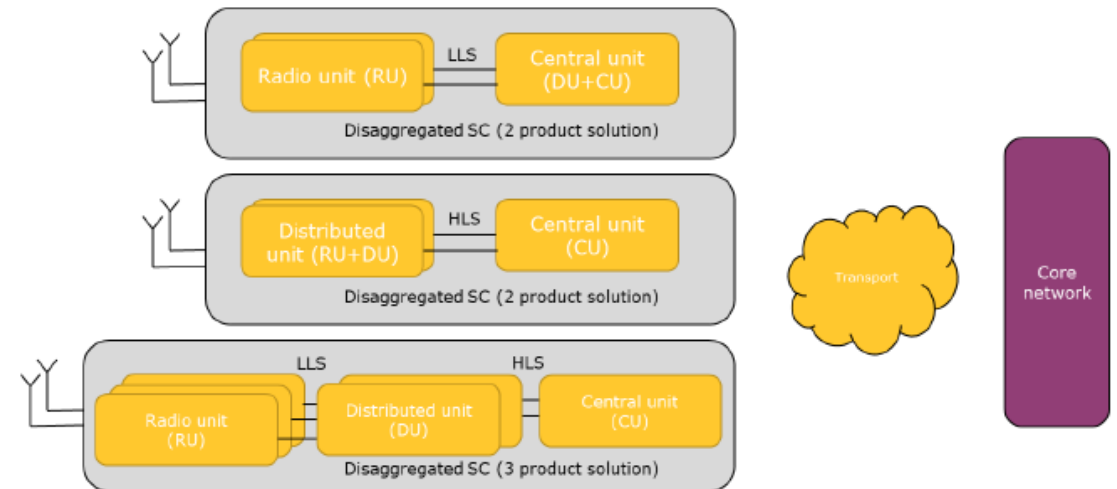 Radio unit (RU)
LLS
Central unit
(DU+CU)
Disaggregated SC (2 product solution)
Distributed
unit (RU+DU)
HLS
Central unit
(CU)
Disaggregated SC (2 product solution)
Transport
Core
network
LLS
HLS
Radio unit
(RU)
Distributed unit
(DU)
Central unit
(CU)
Disaggregated SC (3 product solution)